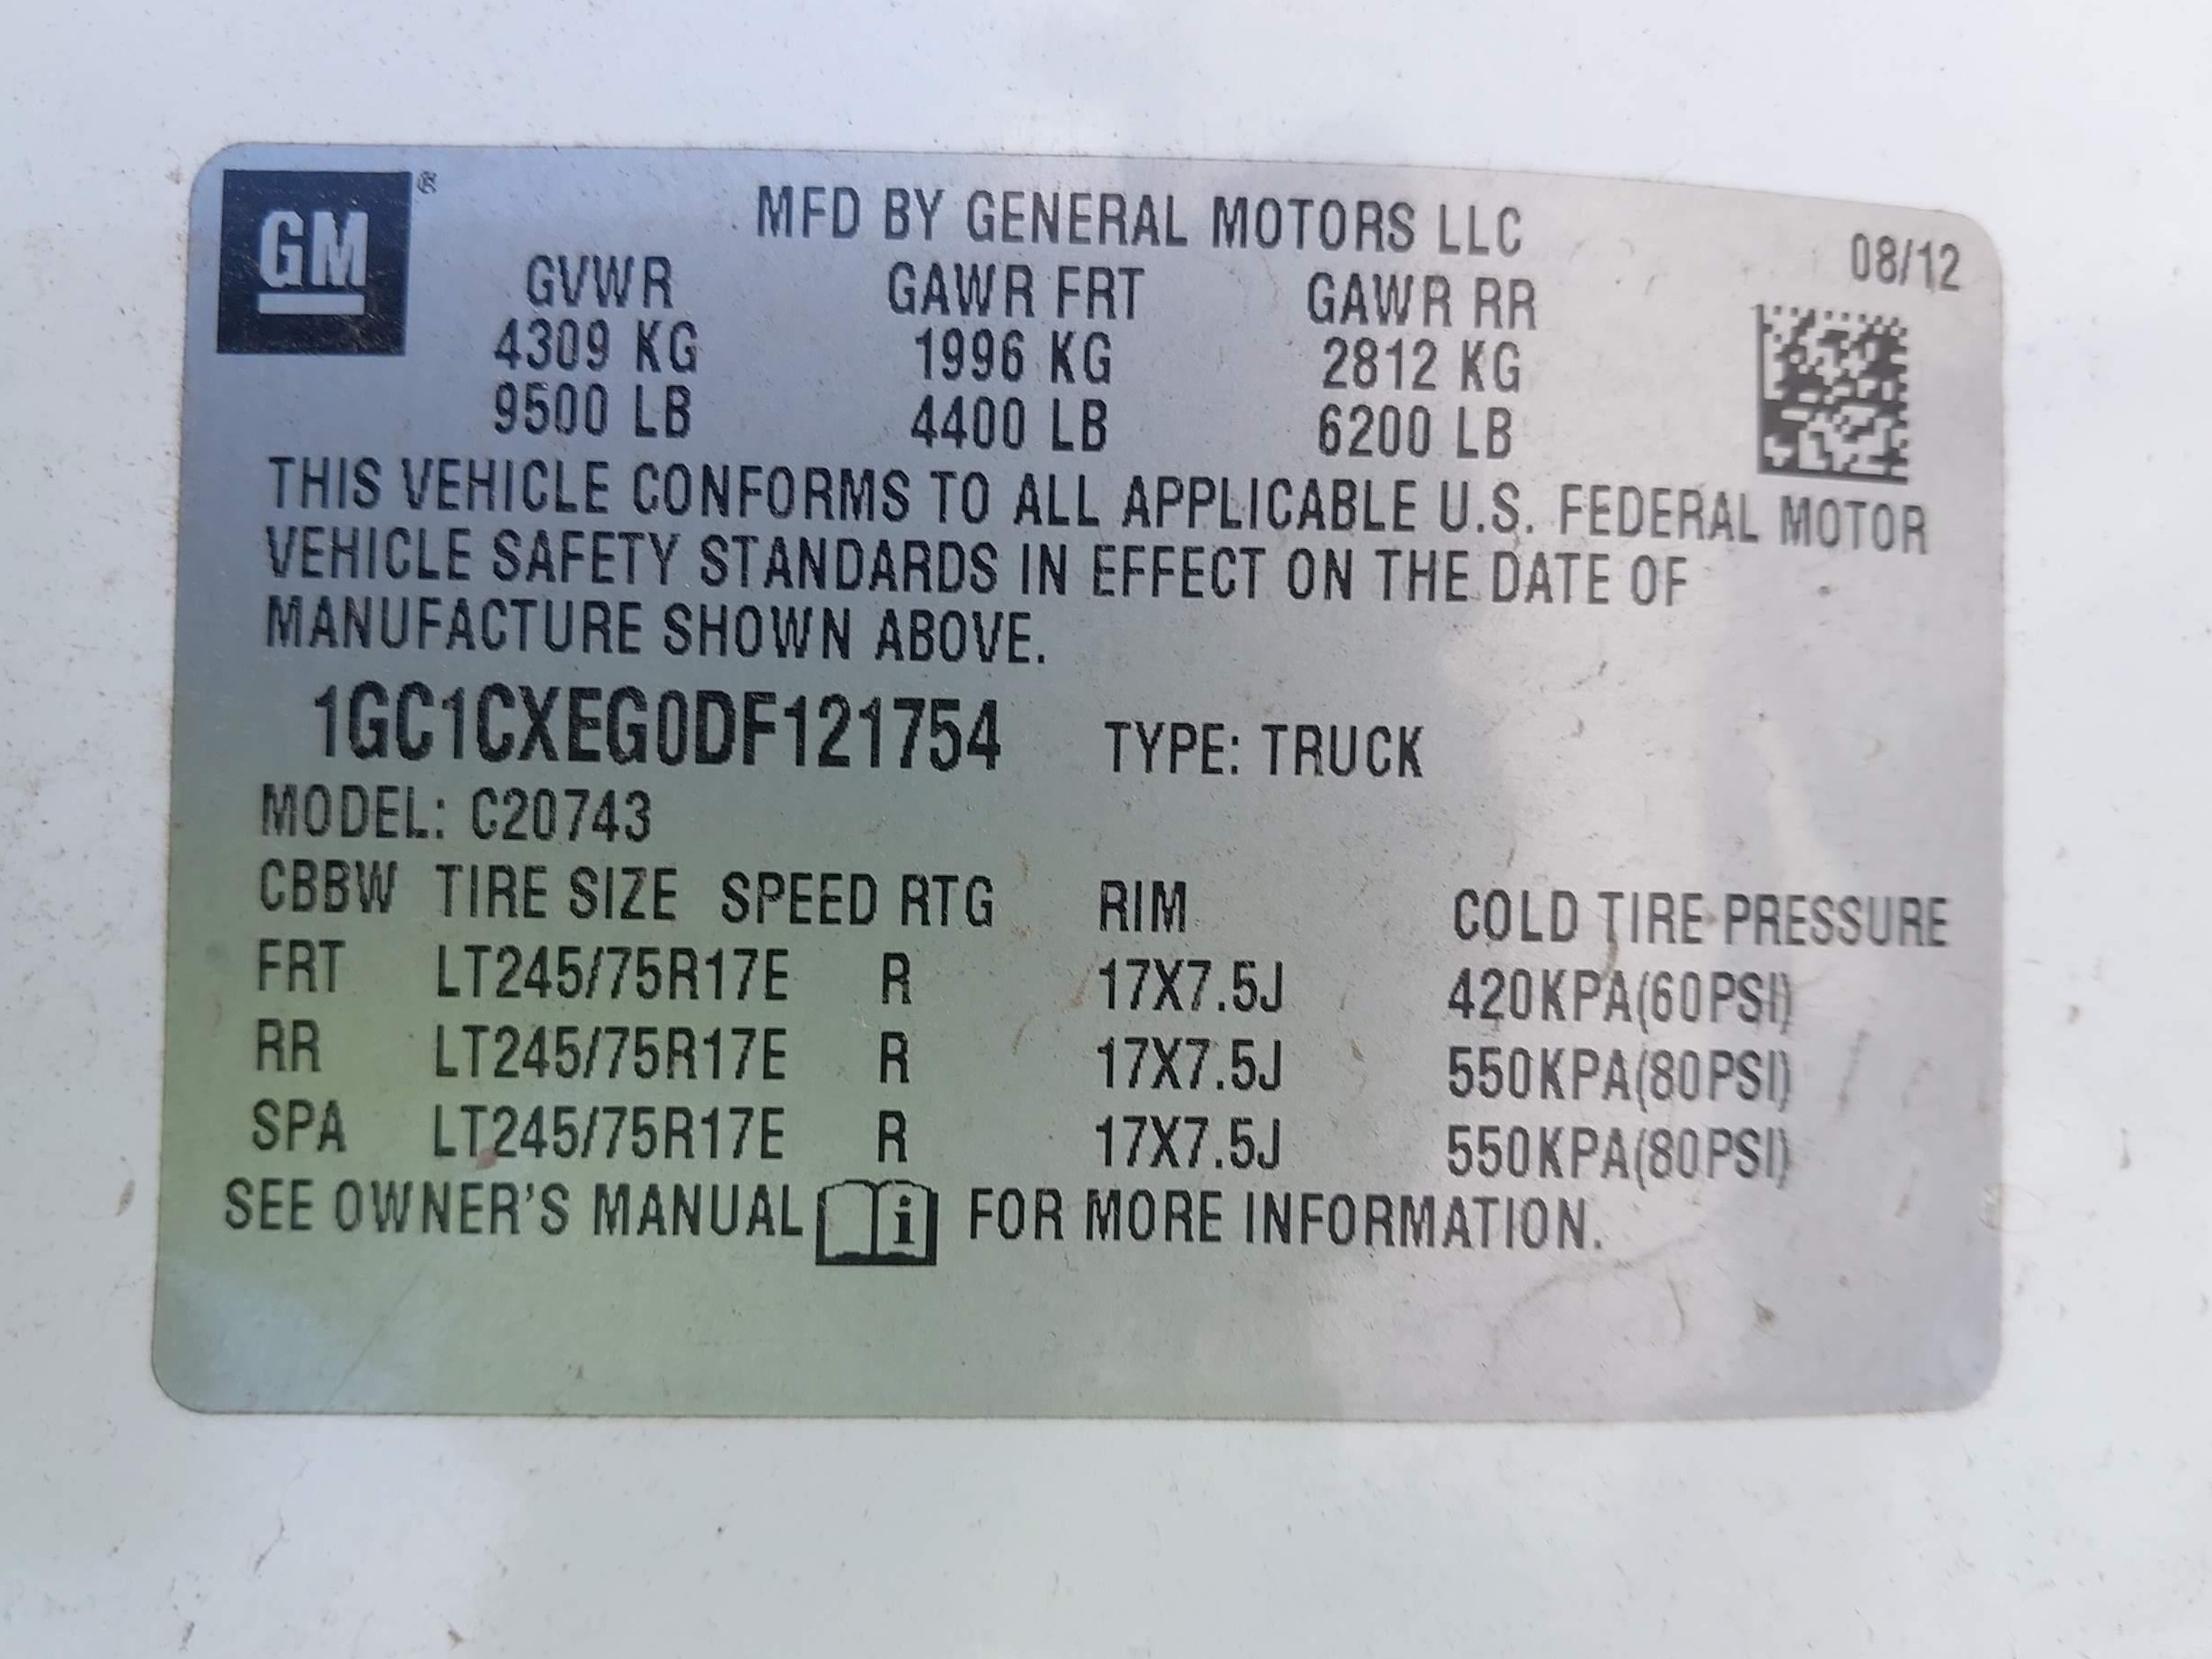 GM ®
MFD BY GENERAL MOTORS LLC
08/12
GVWR GAWR FRT GAWR RR
4309 KG 1996 KG 2812 KG
9500 LB 4400 LB 6200 LB
THIS VEHICLE CONFORMS TO ALL APPLICABLE U.S. FEDERAL MOTOR
VEHICLE SAFETY STANDARDS IN EFFECT ON THE DATE OF
MANUFACTURE SHOWN ABOVE.
1GC1CXEG0DF121754 TYPE: TRUCK
MODEL: C20743
CBBW TIRE SIZE SPEED RTG RIM COLD TIRE PRESSURE
FRT LT245/75R17E R 17X7.5J 420KPA(60PSI)
RR LT245/75R17E R 17X7.5J 550KPA(80PSI)
SPA LT245/75R17E R 17X7.5J 550KPA(80PSI)
SEE OWNER'S MANUAL i FOR MORE INFORMATION.